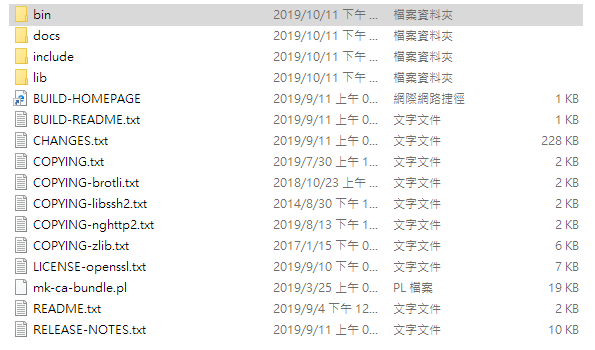 bin 2019/10/11 下午 ... 檔案資料夾
docs 2019/10/11 下午 ... 檔案資料夾
include 2019/10/11 下午 ... 檔案資料夾
lib 2019/10/11 下午 ... 檔案資料夾
BUILD-HOMEPAGE 2019/9/11 上午 0... 網際網路捷徑 1 KB
BUILD-README.txt 2019/9/11 上午 0... 文字文件 1 KB
CHANGES.txt 2019/9/11 上午 0... 文字文件 228 KB
COPYING.txt 2019/7/30 上午 1... 文字文件 2 KB
COPYING-brotli.txt 2018/10/23 上午 ... 文字文件 2 KB
COPYING-libssh2.txt 2014/8/30 下午 1... 文字文件 2 KB
COPYING-nghttp2.txt 2019/8/13 下午 1... 文字文件 2 KB
COPYING-zlib.txt 2017/1/15 下午 0... 文字文件 6 KB
LICENSE-openssl.txt 2019/9/10 下午 0... 文字文件 7 KB
mk-ca-bundle.pl 2019/3/25 上午 0... PL 檔案 19 KB
README.txt 2019/9/4 下午 12... 文字文件 2 KB
RELEASE-NOTES.txt 2019/9/11 上午 0... 文字文件 10 KB